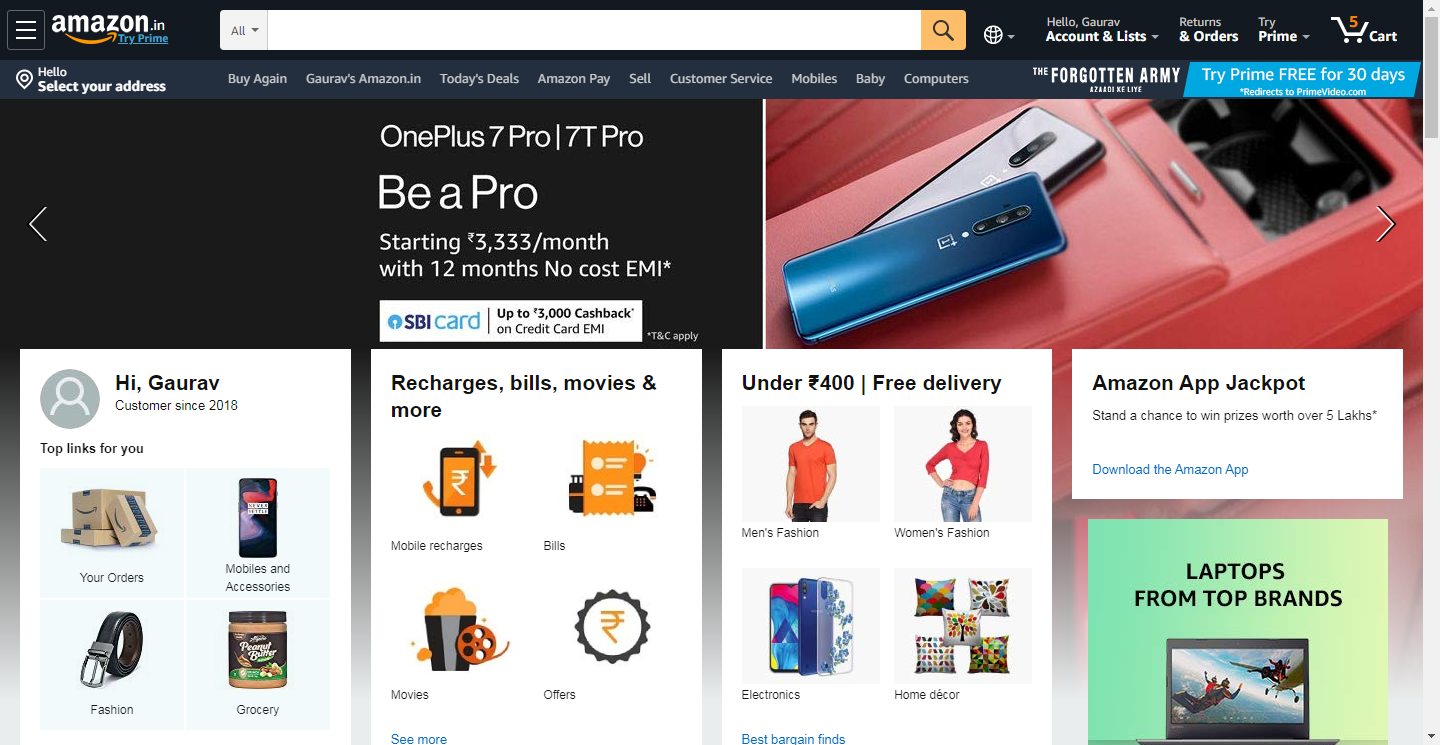 amazon.in
Try Prime
All
Hello, Gaurav
Account & Lists
Returns
& Orders
Try
Prime
5
Cart
Hello
Select your address
Buy Again
Gaurav's Amazon.in
Today's Deals
Amazon Pay
Sell
Customer Service
Mobiles
Baby
Computers
THE FORGOTTEN ARMY
AZAADI KE LIYE
Try Prime FREE for 30 days
*Redirects to PrimeVideo.com
OnePlus 7 Pro | 7T Pro
Be a Pro
Starting ₹3,333/month
with 12 months No cost EMI*
SBI card
Up to ₹3,000 Cashback*
on Credit Card EMI
*T&C apply
Hi, Gaurav
Customer since 2018
Top links for you
NEVER
SETTLE
Your Orders
Mobiles and
Accessories
Peanut
Butter
Fashion
Grocery
Recharges, bills, movies &
more
Mobile recharges
Bills
Movies
Offers
See more
Under ₹400 | Free delivery
Men's Fashion
Women's Fashion
Electronics
Home décor
Best bargain finds
Amazon App Jackpot
Stand a chance to win prizes worth over 5 Lakhs*
Download the Amazon App
LAPTOPS
FROM TOP BRANDS